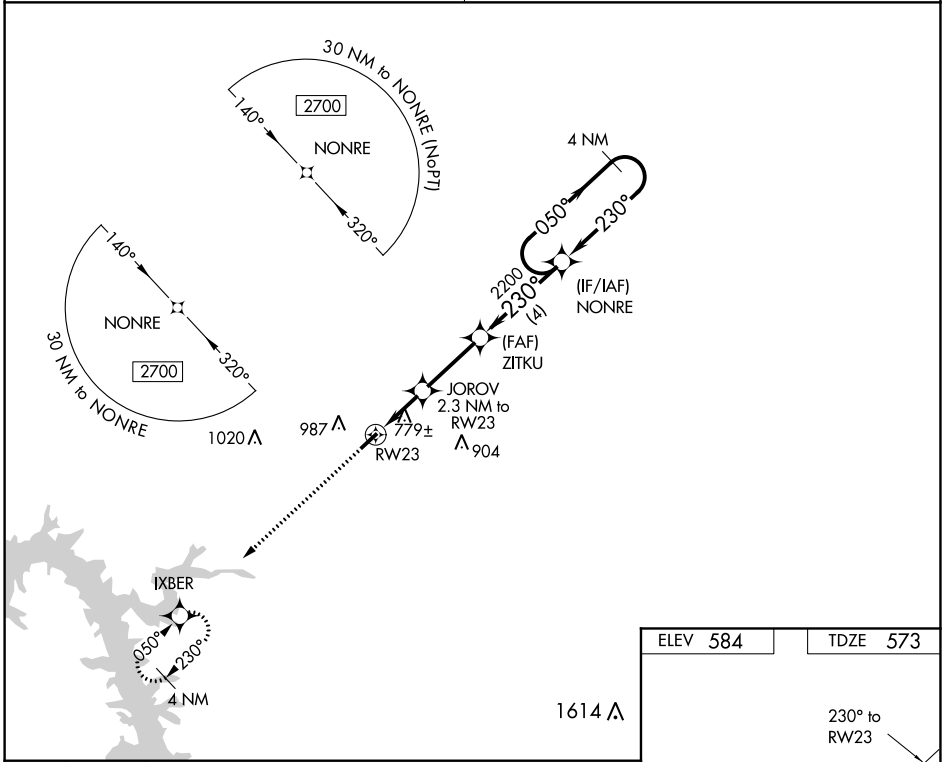 30 NM to NONRE (NoPT)
2700
140°
NONRE
320°
4 NM
050°
230°
(IF/IAF)
NONRE
2200
230°
(4)
(FAF)
ZITKU
140°
NONRE
2700
320°
30 NM to NONRE
JOROV
2.3 NM to
RW23
1020
987
779±
904
RW23
IXBER
050°
230°
4 NM
1614
ELEV 584
TDZE 573
230° to
RW23